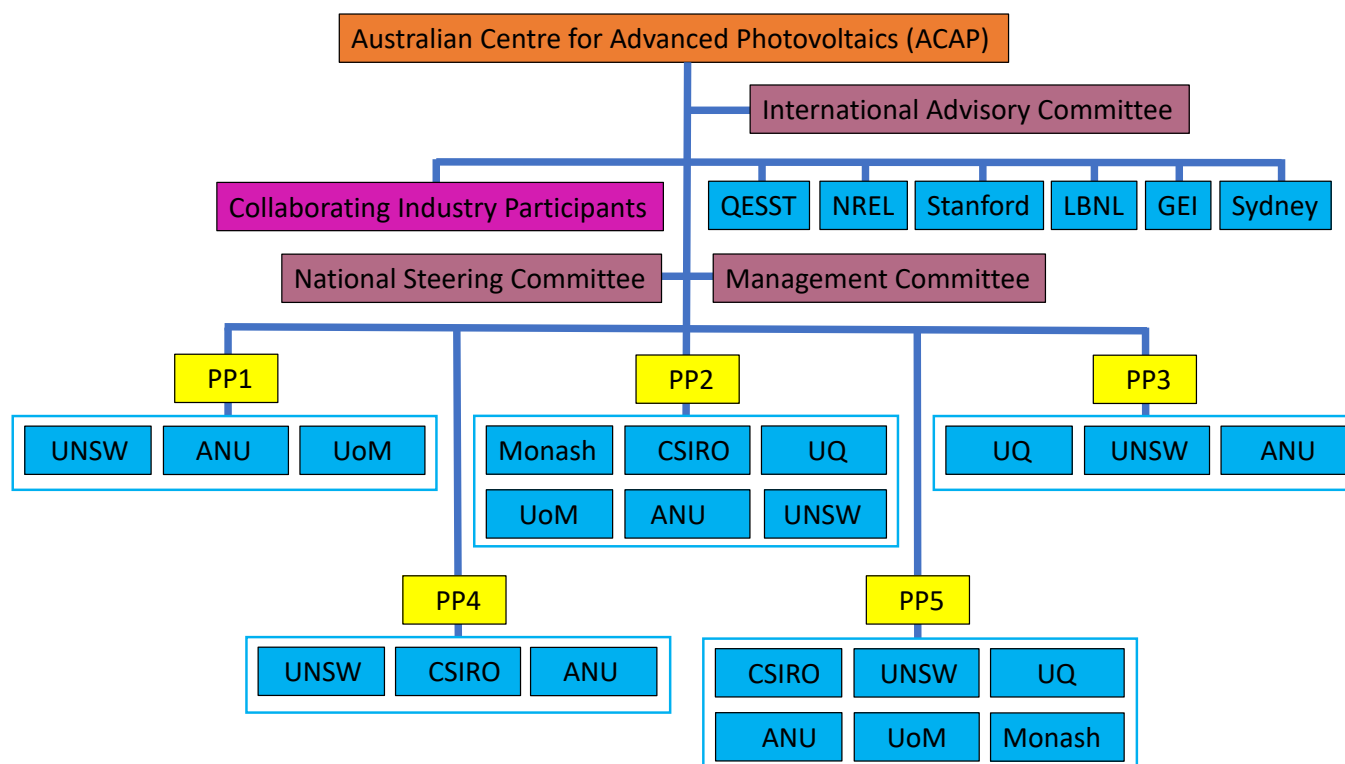 Australian Centre for Advanced Photovoltaics (ACAP)
International Advisory Committee
Collaborating Industry Participants
QESST
NREL
Stanford
LBNL
GEI
Sydney
National Steering Committee
Management Committee
PP1
PP2
PP3
UNSW
ANU
UoM
Monash
CSIRO
UQ
UoM
ANU
UNSW
UQ
UNSW
ANU
PP4
PP5
UNSW
CSIRO
ANU
CSIRO
UNSW
UQ
ANU
UoM
Monash